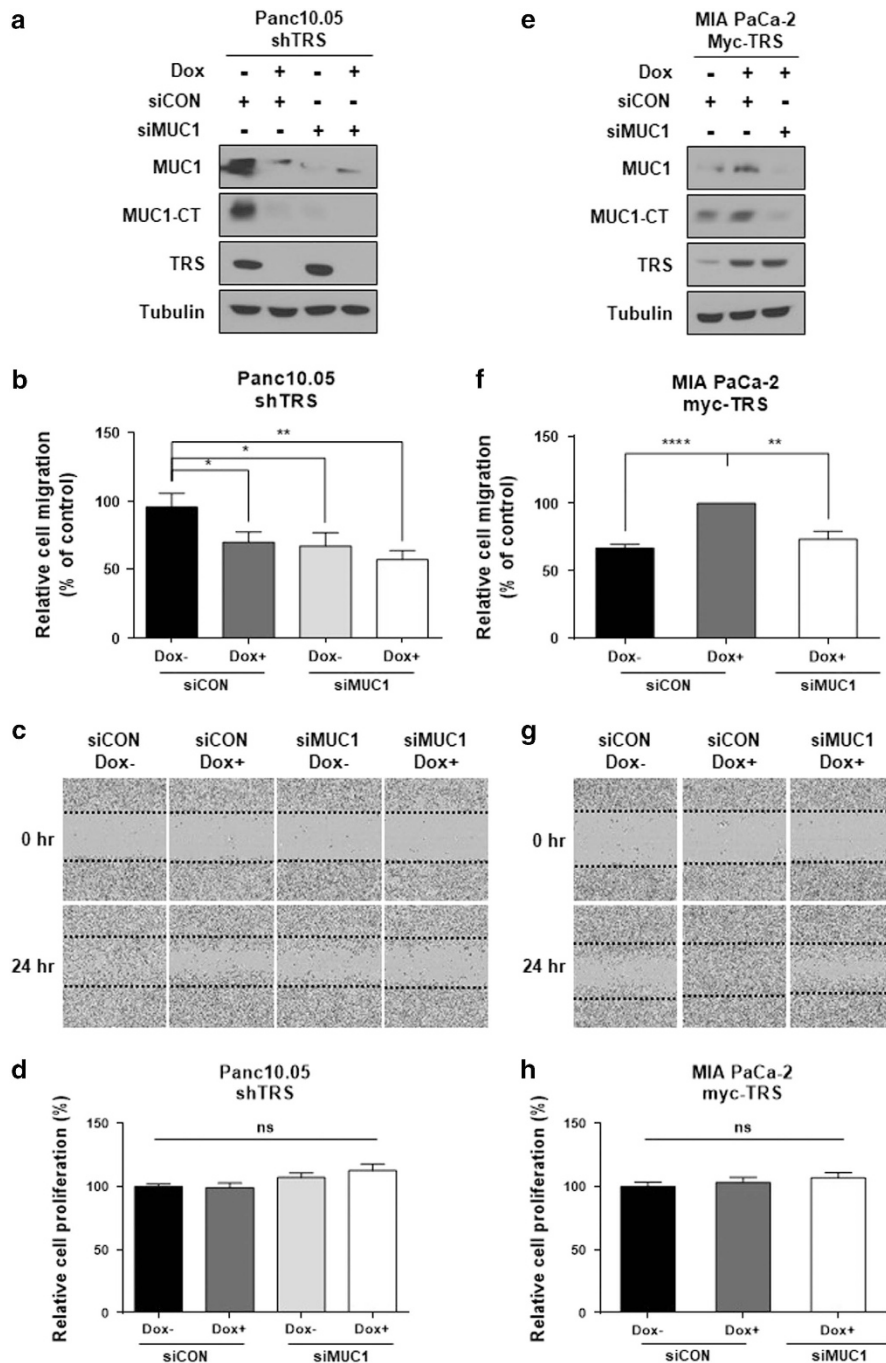 a
Panc10.05
shTRS
Dox - + - +
siCON + + - -
siMUC1 - - + +
MUC1
MUC1-CT
TRS
Tubulin
e
MIA PaCa-2
Myc-TRS
Dox - + +
siCON + + -
siMUC1 - - +
MUC1
MUC1-CT
TRS
Tubulin
b
Panc10.05
shTRS
Relative cell migration
(% of control)
150
100
50
0
*
*
**
Dox- Dox+ Dox- Dox+
siCON siMUC1
f
MIA PaCa-2
myc-TRS
Relative cell migration
(% of control)
150
100
50
0
**** **
Dox- Dox+ Dox+
siCON siMUC1
c
siCON siCON siMUC1 siMUC1
Dox- Dox+ Dox- Dox+
0 hr
24 hr
g
siCON siCON siMUC1
Dox- Dox+ Dox+
0 hr
24 hr
d
Panc10.05
shTRS
Relative cell proliferation (%)
150
100
50
0
ns
Dox- Dox+ Dox- Dox+
siCON siMUC1
h
MIA PaCa-2
myc-TRS
Relative cell proliferation (%)
150
100
50
0
ns
Dox- Dox+ Dox+
siCON siMUC1